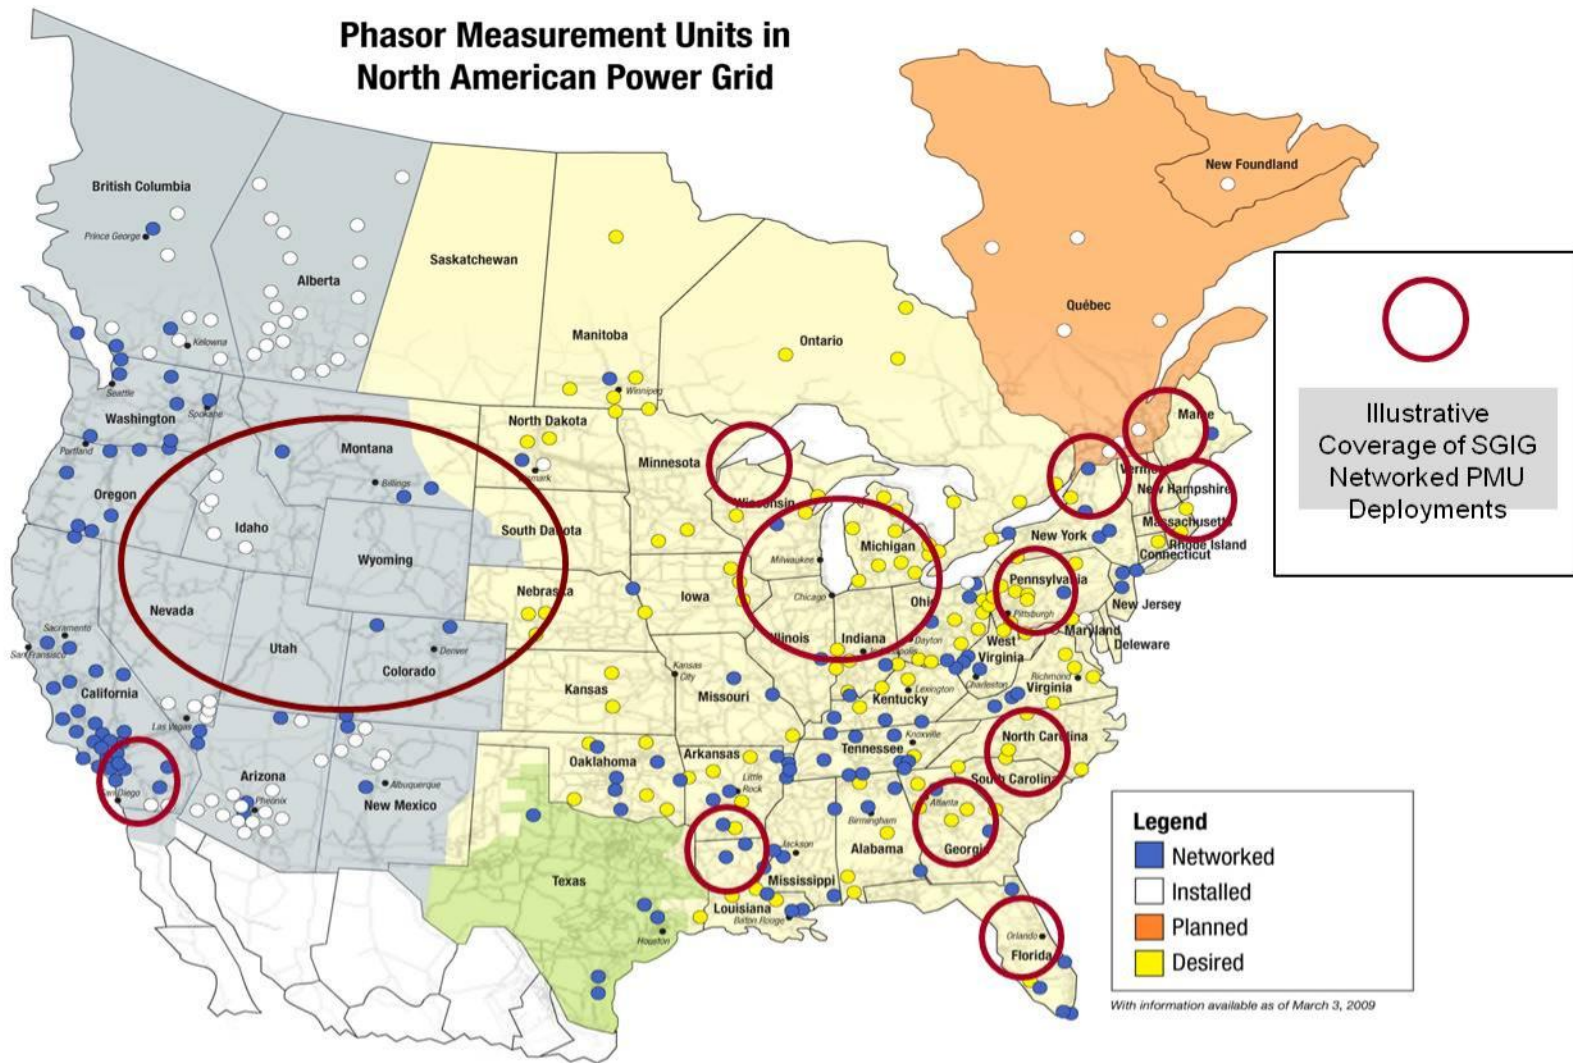 Phasor Measurement Units in
North American Power Grid
British Columbia
Prince George
Alberta
Saskatchewan
Manitoba
Ontario
Québec
New Foundland
Kelowna
Winnipeg
Seattle
Washington
Spokane
Portland
Oregon
Montana
Billings
Idaho
Wyoming
North Dakota
South Dakota
Minnesota
Wisconsin
Michigan
Milwaukee
Chicago
Maine
New Hampshire
Massachusetts
Rhode Island
Connecticut
New York
Pennsylvania
Pittsburgh
New Jersey
Maryland
Deleware
Nevada
Sacramento
San Fransisco
California
Las Vegas
Utah
Denver
Colorado
Nebraska
Iowa
Illinois
Indiana
Ohio
Dayton
West
Virginia
Charleston
Richmond
Virginia
Kansas
Kansas
City
Missouri
Lexington
Kentucky
Knoxville
Tennessee
North Carolina
South Carolina
San Diego
Arizona
Pheonix
Albuquerque
New Mexico
Oklahoma
Arkansas
Little
Rock
Atlanta
Birmingham
Alabama
Georgia
Texas
Jackson
Mississippi
Louisiana
Baton Rouge
Houston
Orlando
Florida
Illustrative
Coverage of SGIG
Networked PMU
Deployments
Legend
Networked
Installed
Planned
Desired
With information available as of March 3, 2009